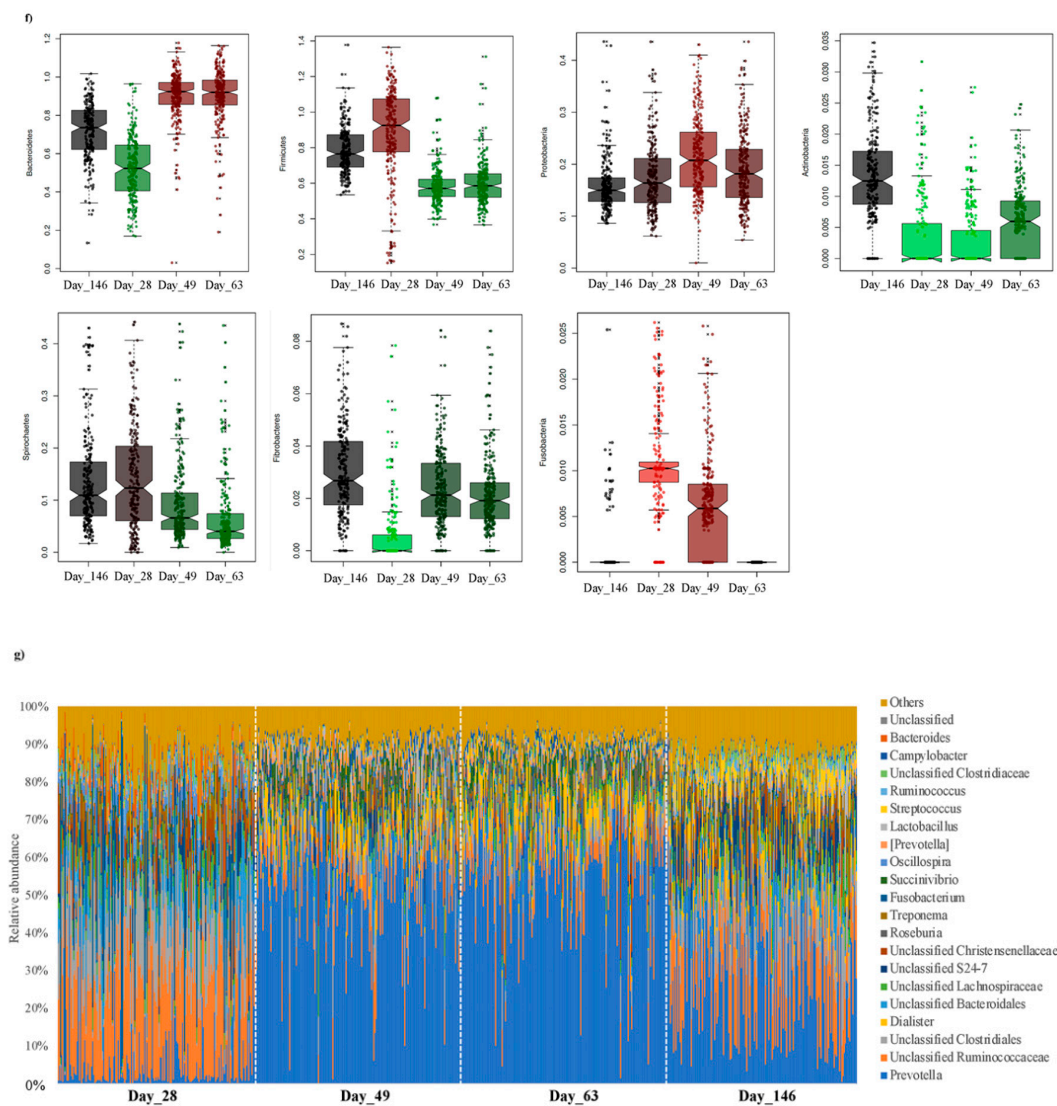 f)
Bacteroidetes
1.2
1.0
0.8
0.6
0.4
0.2
0.0
Day_146 Day_28 Day_49 Day_63
Firmicutes
1.4
1.2
1.0
0.8
0.6
0.4
0.2
Day_146 Day_28 Day_49 Day_63
Proteobacteria
0.4
0.3
0.2
0.1
0.0
Day_146 Day_28 Day_49 Day_63
Actinobacteria
0.035
0.030
0.025
0.020
0.015
0.010
0.005
0.000
Day_146 Day_28 Day_49 Day_63
Spirochaetes
0.4
0.3
0.2
0.1
0.0
Day_146 Day_28 Day_49 Day_63
Fibrobacteres
0.08
0.06
0.04
0.02
0.00
Day_146 Day_28 Day_49 Day_63
Fusobacteria
0.025
0.020
0.015
0.010
0.005
0.000
Day_146 Day_28 Day_49 Day_63
g)
Relative abundance
100%
90%
80%
70%
60%
50%
40%
30%
20%
10%
0%
Day_28 Day_49 Day_63 Day_146
Others
Unclassified
Bacteroides
Campylobacter
Unclassified Clostridiaceae
Ruminococcus
Streptococcus
Lactobacillus
[Prevotella]
Oscillospira
Succinivibrio
Fusobacterium
Treponema
Roseburia
Unclassified Christensenellaceae
Unclassified S24-7
Unclassified Lachnospiraceae
Unclassified Bacteroidales
Dialister
Unclassified Clostridiales
Unclassified Ruminococcaceae
Prevotella